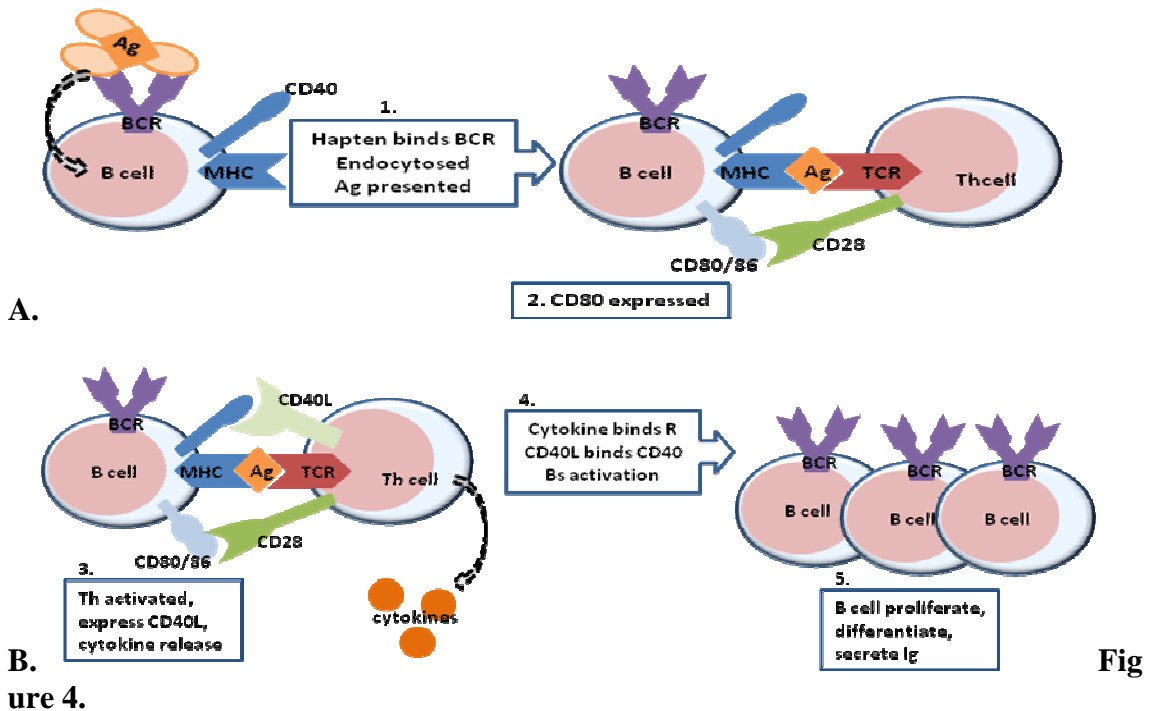 Ag
CD40
BCR
B cell
MHC
1.
Hapten binds BCR
Endocytosed
Ag presented
BCR
B cell
MHC
Ag
TCR
Thcell
CD80/86
CD28
2. CD80 expressed
A.
CD40L
BCR
B cell
MHC
Ag
TCR
Th cell
CD80/86
CD28
3.
Th activated,
express CD40L,
cytokine release
cytokines
4.
Cytokine binds R
CD40L binds CD40
Bs activation
BCR
BCR
BCR
B cell
B cell
B cell
5.
B cell proliferate,
differentiate,
secrete Ig
B.
Fig
ure 4.